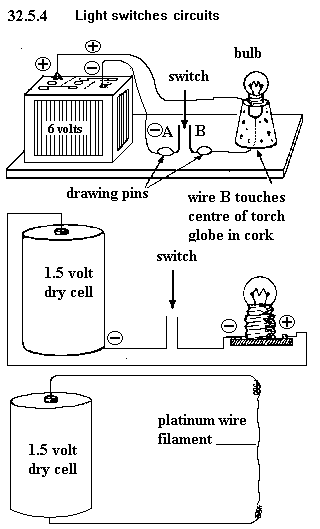 32.5.4 Light switches circuits
bulb
+
+
−
switch
6 volts
− A B
drawing pins
wire B touches
centre of torch
globe in cork
switch
1.5 volt
dry cell
−
− +
platinum wire
filament
1.5 volt
dry cell